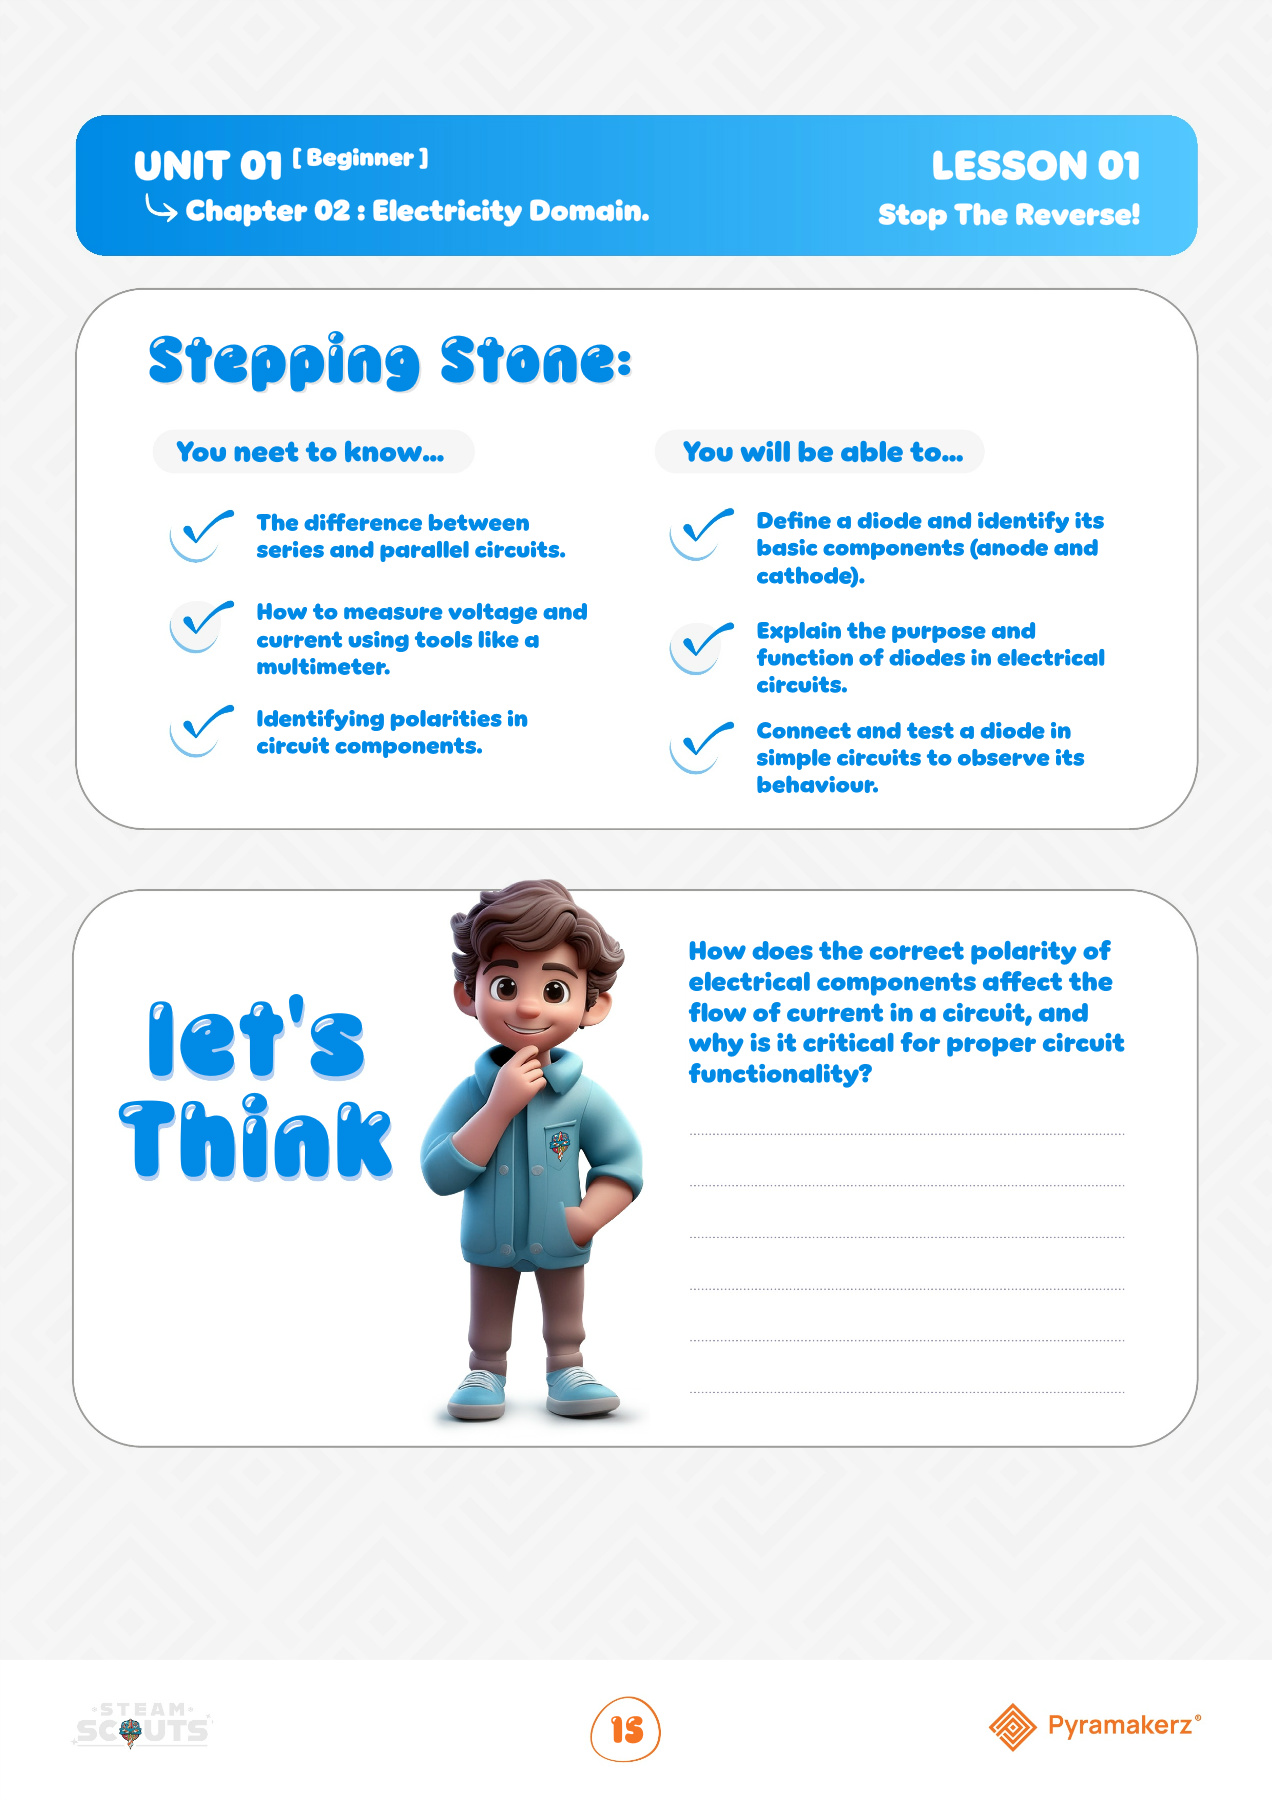 UNIT 01 [ Beginner ]
Chapter 02 : Electricity Domain.
LESSON 01
Stop The Reverse!
Stepping Stone:
You neet to know...
The difference between
series and parallel circuits.
How to measure voltage and
current using tools like a
multimeter.
Identifying polarities in
circuit components.
You will be able to...
Define a diode and identify its
basic components (anode and
cathode).
Explain the purpose and
function of diodes in electrical
circuits.
Connect and test a diode in
simple circuits to observe its
behaviour.
let's
Think
How does the correct polarity of
electrical components affect the
flow of current in a circuit, and
why is it critical for proper circuit
functionality?
STEAM
SCOUTS
15
Pyramakerz®